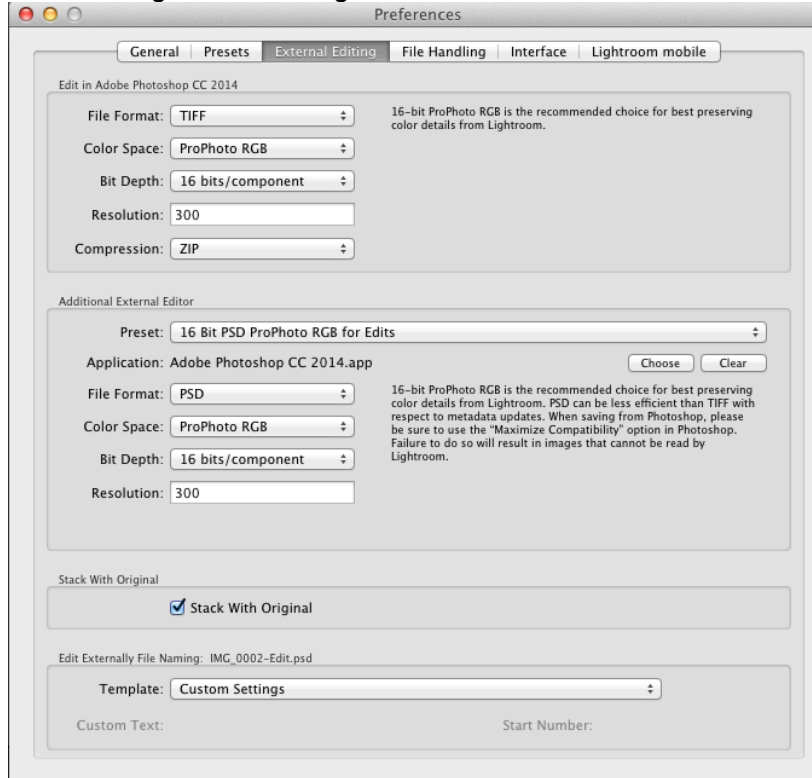 Preferences
General Presets External Editing File Handling Interface Lightroom mobile
Edit in Adobe Photoshop CC 2014
File Format: TIFF
16-bit ProPhoto RGB is the recommended choice for best preserving
color details from Lightroom.
Color Space: ProPhoto RGB
Bit Depth: 16 bits/component
Resolution: 300
Compression: ZIP
Additional External Editor
Preset: 16 Bit PSD ProPhoto RGB for Edits
Application: Adobe Photoshop CC 2014.app
Choose Clear
File Format: PSD
16-bit ProPhoto RGB is the recommended choice for best preserving
color details from Lightroom. PSD can be less efficient than TIFF with
respect to metadata updates. When saving from Photoshop, please
be sure to use the "Maximize Compatibility" option in Photoshop.
Failure to do so will result in images that cannot be read by
Lightroom.
Color Space: ProPhoto RGB
Bit Depth: 16 bits/component
Resolution: 300
Stack With Original
Stack With Original
Edit Externally File Naming: IMG_0002-Edit.psd
Template: Custom Settings
Custom Text: Start Number: